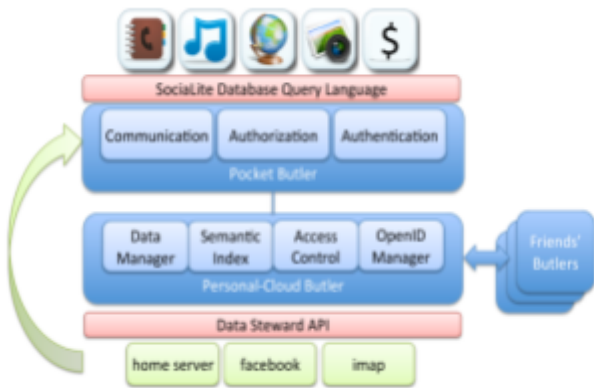 $
SociaLite Database Query Language
Communication
Authorization
Authentication
Pocket Butler
Data
Manager
Semantic
Index
Access
Control
OpenID
Manager
Personal-Cloud Butler
Friends'
Butlers
Data Steward API
home server
facebook
imap